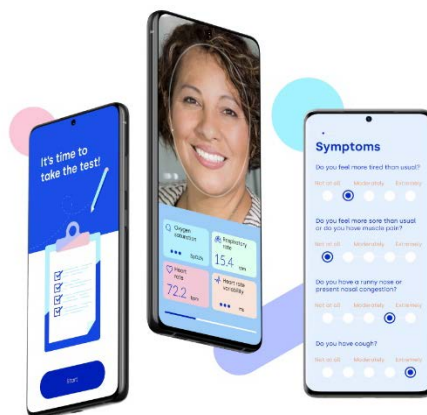 It's time to
take the test!
Start
Oxygen
saturation
Respiratory
rate
15.4
rpm
Heart
rate
72.2
bpm
Heart rate
variability
ms
Symptoms
Do you feel more tired than usual?
Not at all Moderately Extremely
Do you feel more sore than usual
or do you have muscle pain?
Not at all Moderately Extremely
Do you have a runny nose or
present nasal congestion?
Not at all Moderately Extremely
Do you have cough?
Not at all Moderately Extremely